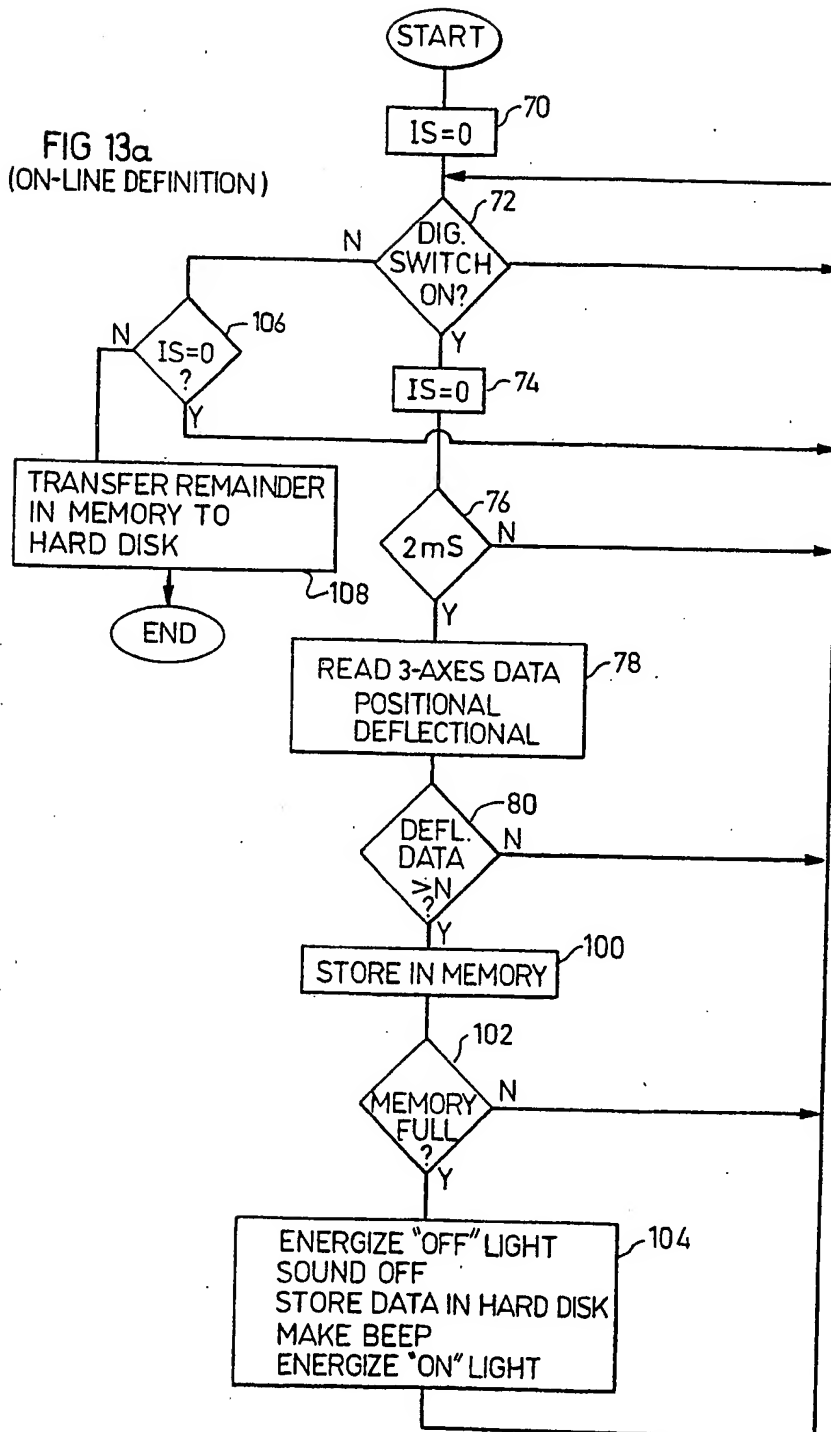 START
70
IS=0
FIG 13a
(ON-LINE DEFINITION)
72
N
DIG.
SWITCH
ON?
Y
106
N
IS=0
?
Y
IS=0
74
TRANSFER REMAINDER
IN MEMORY TO
HARD DISK
108
END
76
2mS
N
Y
READ 3-AXES DATA
POSITIONAL
DEFLECTIONAL
78
80
DEFL.
DATA
>N
?
N
Y
STORE IN MEMORY
100
102
MEMORY
FULL
?
N
Y
ENERGIZE "OFF" LIGHT
SOUND OFF
STORE DATA IN HARD DISK
MAKE BEEP
ENERGIZE "ON" LIGHT
104